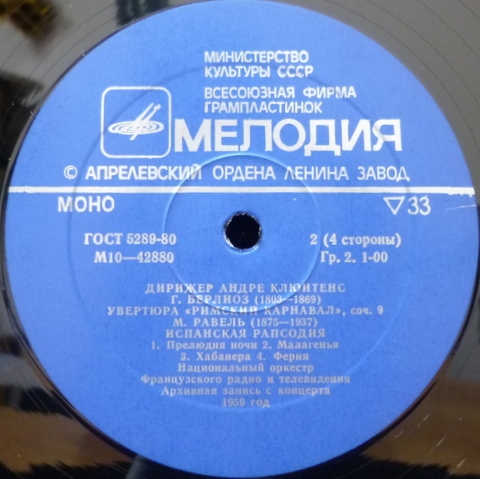 МИНИСТЕРСТВО
КУЛЬТУРЫ СССР
ВСЕСОЮЗНАЯ ФИРМА
ГРАМПЛАСТИНОК
МЕЛОДИЯ
© АПРЕЛЕВСКИЙ ОРДЕНА ЛЕНИНА ЗАВОД
МОНО ▽33
ГОСТ 5289-80 2 (4 стороны)
М10—42880 Гр. 2. 1-00
ДИРИЖЕР АНДРЕ КЛЮИТЕНС
Г. БЕРЛИОЗ (1803—1869)
УВЕРТЮРА «РИМСКИЙ КАРНАВАЛ», соч. 9
М. РАВЕЛЬ (1875—1937)
ИСПАНСКАЯ РАПСОДИЯ
1. Прелюдия ночи 2. Малагенья
3. Хабанера 4. Ферия
Национальный оркестр
Французского радио и телевидения
Архивная запись с концерта
1959 год